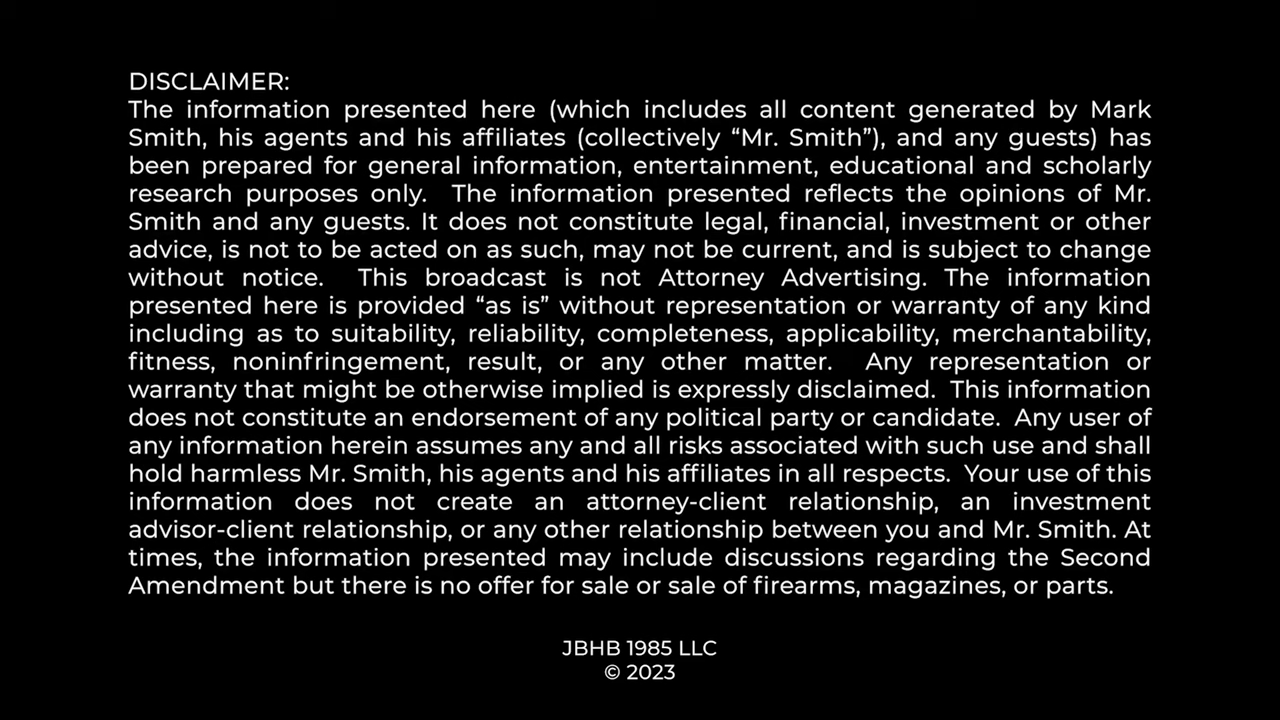 DISCLAIMER:
The information presented here (which includes all content generated by Mark
Smith, his agents and his affiliates (collectively “Mr. Smith”), and any guests) has
been prepared for general information, entertainment, educational and scholarly
research purposes only.  The information presented reflects the opinions of Mr.
Smith and any guests. It does not constitute legal, financial, investment or other
advice, is not to be acted on as such, may not be current, and is subject to change
without notice.  This broadcast is not Attorney Advertising. The information
presented here is provided “as is” without representation or warranty of any kind
including as to suitability, reliability, completeness, applicability, merchantability,
fitness, noninfringement, result, or any other matter.  Any representation or
warranty that might be otherwise implied is expressly disclaimed.  This information
does not constitute an endorsement of any political party or candidate.  Any user of
any information herein assumes any and all risks associated with such use and shall
hold harmless Mr. Smith, his agents and his affiliates in all respects.  Your use of this
information does not create an attorney-client relationship, an investment
advisor-client relationship, or any other relationship between you and Mr. Smith. At
times, the information presented may include discussions regarding the Second
Amendment but there is no offer for sale or sale of firearms, magazines, or parts.
JBHB 1985 LLC
© 2023